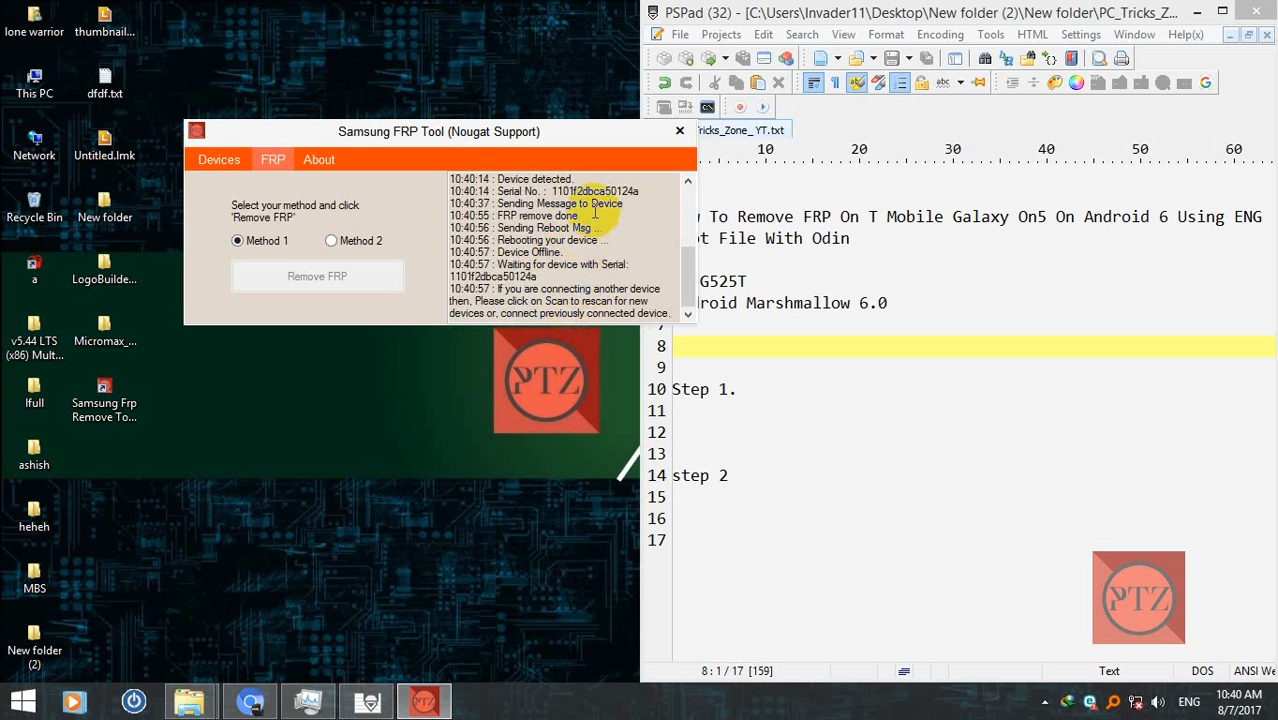 lone warrior
thumbnail...
This PC
dfdf.txt
Network
Untitled.lmk
Recycle Bin
New folder
a
LogoBuilde...
v5.44 LTS
(x86) Mult...
Micromax_...
lfull
Samsung Frp
Remove To...
ashish
heheh
MBS
New folder
(2)
Samsung FRP Tool (Nougat Support)
Devices FRP About
Select your method and click
'Remove FRP'
Method 1 Method 2
Remove FRP
10:40:14 : Device detected.
10:40:14 : Serial No. : 1101f2dbca50124a
10:40:37 : Sending Message to Device
10:40:55 : FRP remove done
10:40:56 : Sending Reboot Msg ...
10:40:56 : Rebooting your device ...
10:40:57 : Device Offline.
10:40:57 : Waiting for device with Serial:
1101f2dbca50124a
10:40:57 : If you are connecting another device
then, Please click on Scan to rescan for new
devices or, connect previously connected device.
PTZ
PSPad (32) - [C:\Users\Invader11\Desktop\New folder (2)\New folder\PC_Tricks_Z...
File Projects Edit Search View Format Encoding Tools HTML Settings Window Help(x)
abc
G
Tricks_Zone_ YT.txt
10 20 30 40 50 60
w To Remove FRP On T Mobile Galaxy On5 On Android 6 Using ENG
ot File With Odin
G525T
droid Marshmallow 6.0
7
8
9
10 Step 1.
11
12
13
14 step 2
15
16
17
PTZ
8 : 1 / 17 [159] Text DOS ANSI We
ENG
10:40 AM
8/7/2017